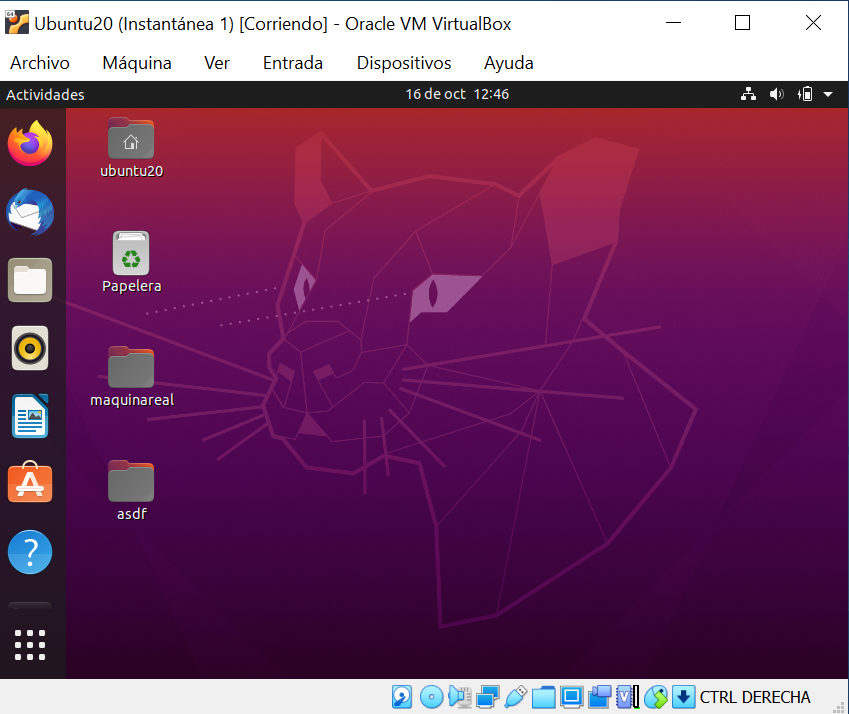 Ubuntu20 (Instantánea 1) [Corriendo] - Oracle VM VirtualBox
Archivo Máquina Ver Entrada Dispositivos Ayuda
Actividades 16 de oct 12:46
ubuntu20
Papelera
maquinareal
asdf
CTRL DERECHA